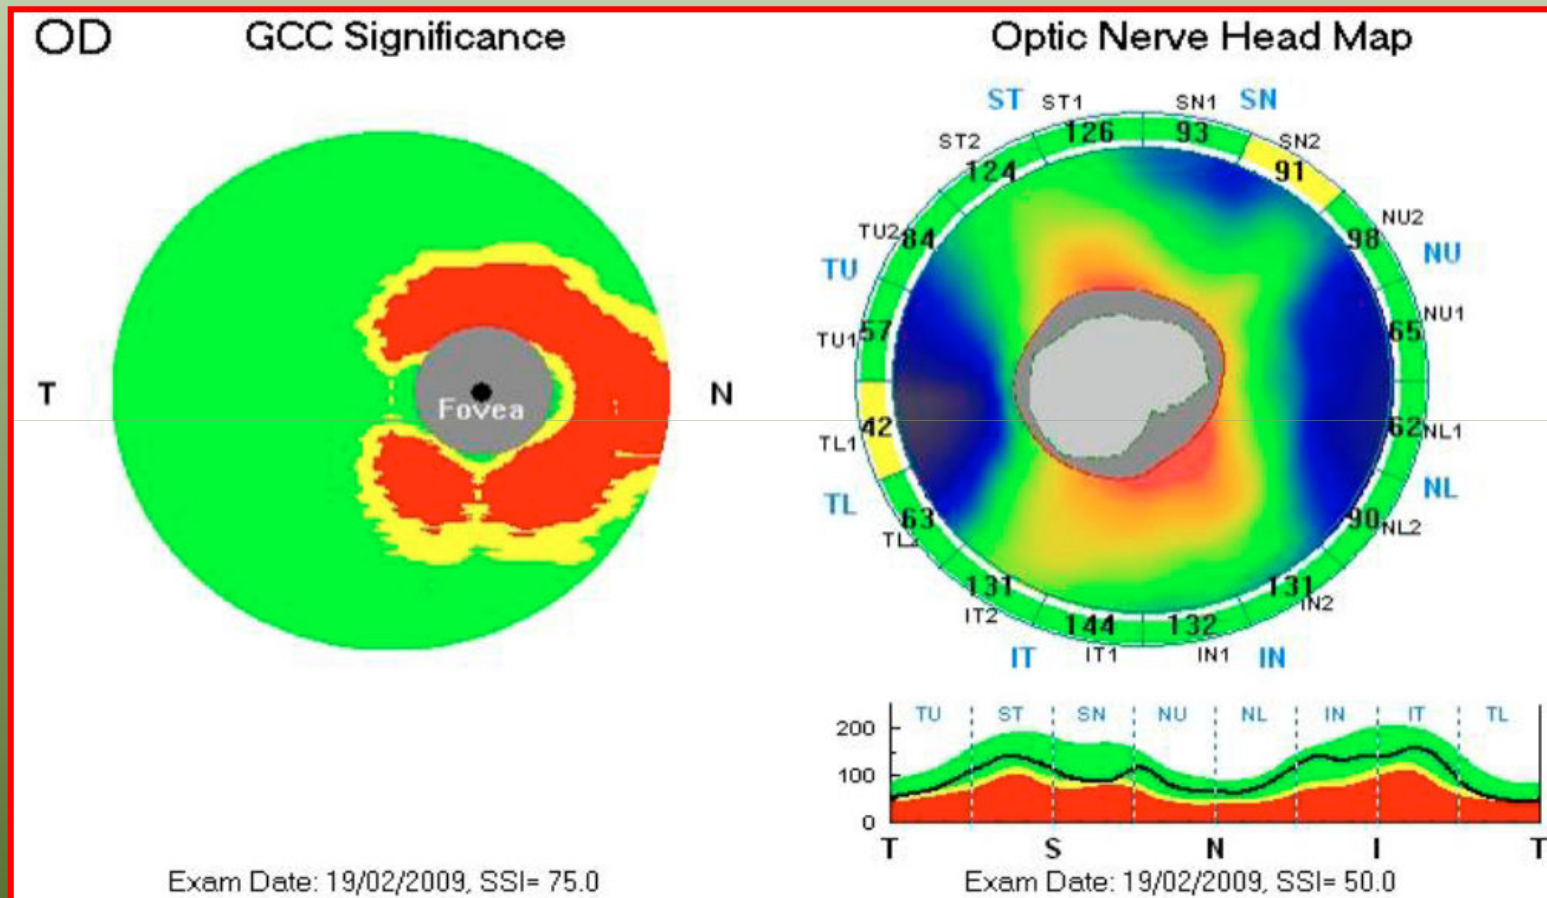 OD
GCC Significance
T
Fovea
N
Exam Date: 19/02/2009, SSI= 75.0
Optic Nerve Head Map
ST ST1 SN1 SN
126 93
ST2 SN2
124 91
TU2 84 98 NU2
TU NU
TU1 57 65 NU1
TL1 42 62 NL1
TL NL
63 90 NL2
131 131
IT2 IN2
144 132
IT IT1 IN1 IN
TU ST SN NU NL IN IT TL
200
100
0
T S N I T
Exam Date: 19/02/2009, SSI= 50.0